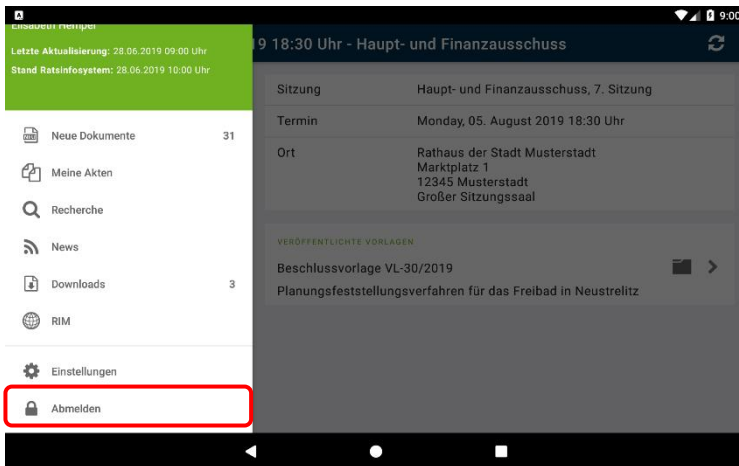 9:00
Elisabeth Hempel
Letzte Aktualisierung: 28.06.2019 09:00 Uhr
Stand Ratsinfosystem: 28.06.2019 10:00 Uhr
Neue Dokumente 31
Meine Akten
Recherche
News
Downloads 3
RIM
Einstellungen
Abmelden
9 18:30 Uhr - Haupt- und Finanzausschuss
Sitzung Haupt- und Finanzausschuss, 7. Sitzung
Termin Monday, 05. August 2019 18:30 Uhr
Ort Rathaus der Stadt Musterstadt
Marktplatz 1
12345 Musterstadt
Großer Sitzungssaal
VERÖFFENTLICHTE VORLAGEN
Beschlussvorlage VL-30/2019
Planungsfeststellungsverfahren für das Freibad in Neustrelitz